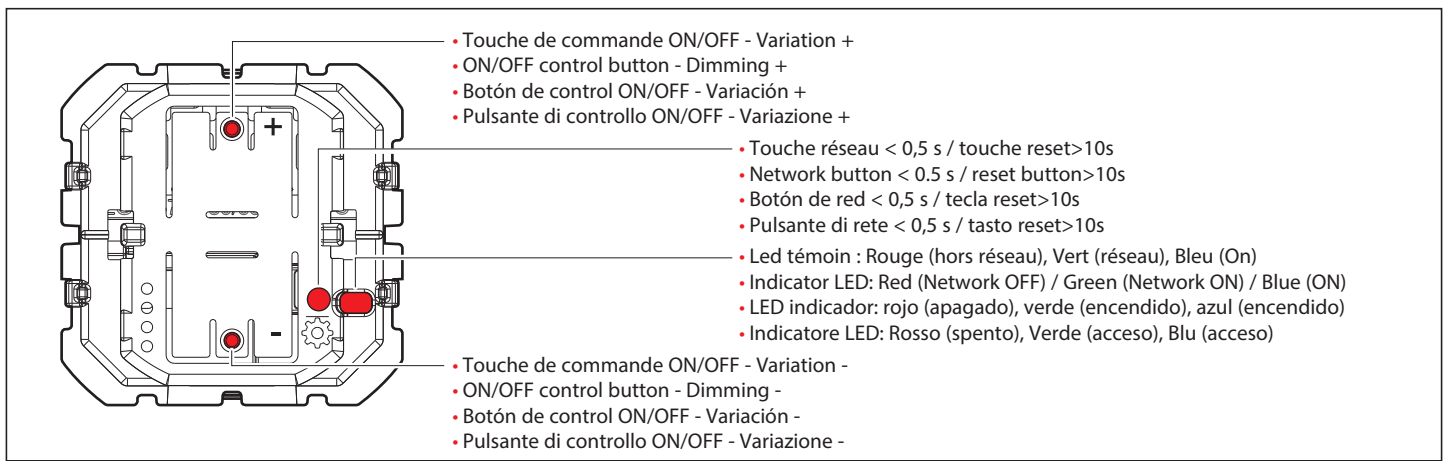 • Touche de commande ON/OFF - Variation +
• ON/OFF control button - Dimming +
• Botón de control ON/OFF - Variación +
• Pulsante di controllo ON/OFF - Variazione +
+
• Touche réseau < 0,5 s / touche reset>10s
• Network button < 0.5 s / reset button>10s
• Botón de red < 0,5 s / tecla reset>10s
• Pulsante di rete < 0,5 s / tasto reset>10s
• Led témoin : Rouge (hors réseau), Vert (réseau), Bleu (On)
• Indicator LED: Red (Network OFF) / Green (Network ON) / Blue (ON)
• LED indicador: rojo (apagado), verde (encendido), azul (encendido)
• Indicatore LED: Rosso (spento), Verde (acceso), Blu (acceso)
-
• Touche de commande ON/OFF - Variation -
• ON/OFF control button - Dimming -
• Botón de control ON/OFF - Variación -
• Pulsante di controllo ON/OFF - Variazione -